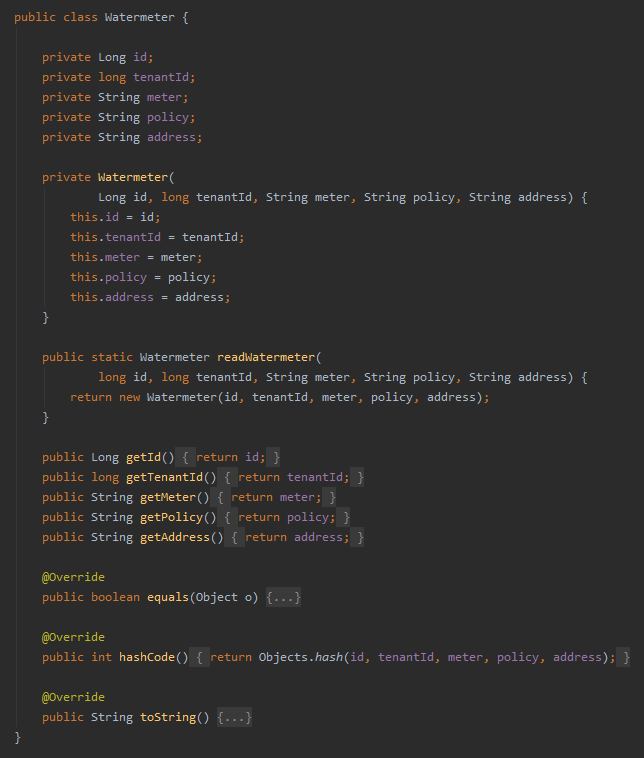 public class Watermeter {
private Long id;
private long tenantId;
private String meter;
private String policy;
private String address;
private Watermeter(
Long id, long tenantId, String meter, String policy, String address) {
this.id = id;
this.tenantId = tenantId;
this.meter = meter;
this.policy = policy;
this.address = address;
}
public static Watermeter readWatermeter(
long id, long tenantId, String meter, String policy, String address) {
return new Watermeter(id, tenantId, meter, policy, address);
}
public Long getId() { return id; }
public long getTenantId() { return tenantId; }
public String getMeter() { return meter; }
public String getPolicy() { return policy; }
public String getAddress() { return address; }
@Override
public boolean equals(Object o) {...}
@Override
public int hashCode() { return Objects.hash(id, tenantId, meter, policy, address); }
@Override
public String toString() {...}
}